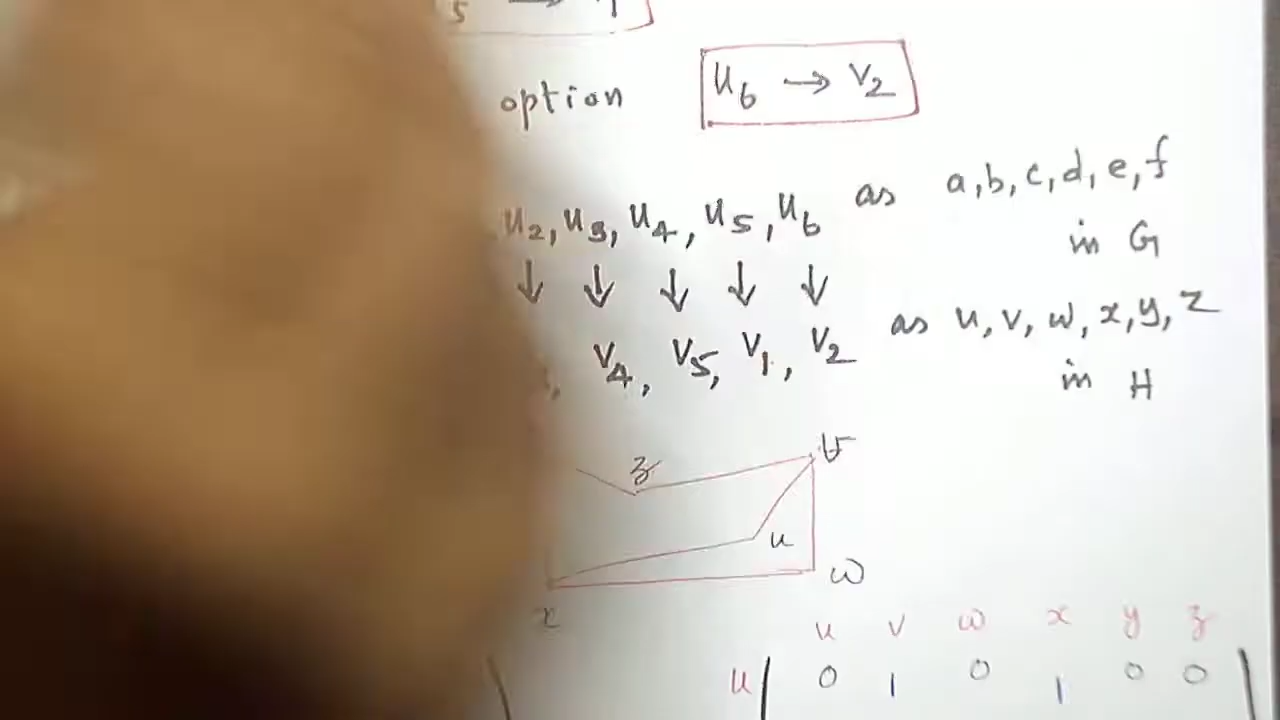 5 →
option u6 → v2
u2, u3, u4, u5, u6 as a, b, c, d, e, f
in G
↓ ↓ ↓ ↓ ↓
v4, v5, v1, v2 as u, v, w, x, y, z
in H
z v
u
w
x
u v w x y z
u | 0 1 0 1 0 0 |